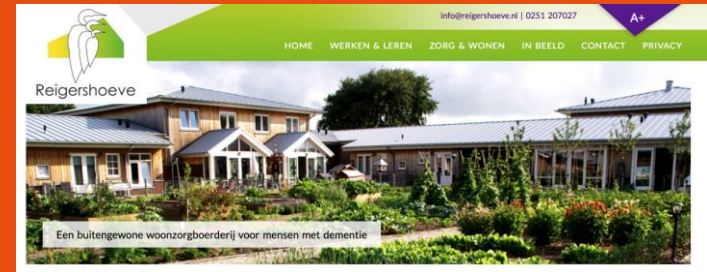 info@reigershoeve.nl | 0251 207027
A+
HOME WERKEN & LEREN ZORG & WONEN IN BEELD CONTACT PRIVACY
Reigershoeve
Een buitengewone woonzorgboerderij voor mensen met dementie